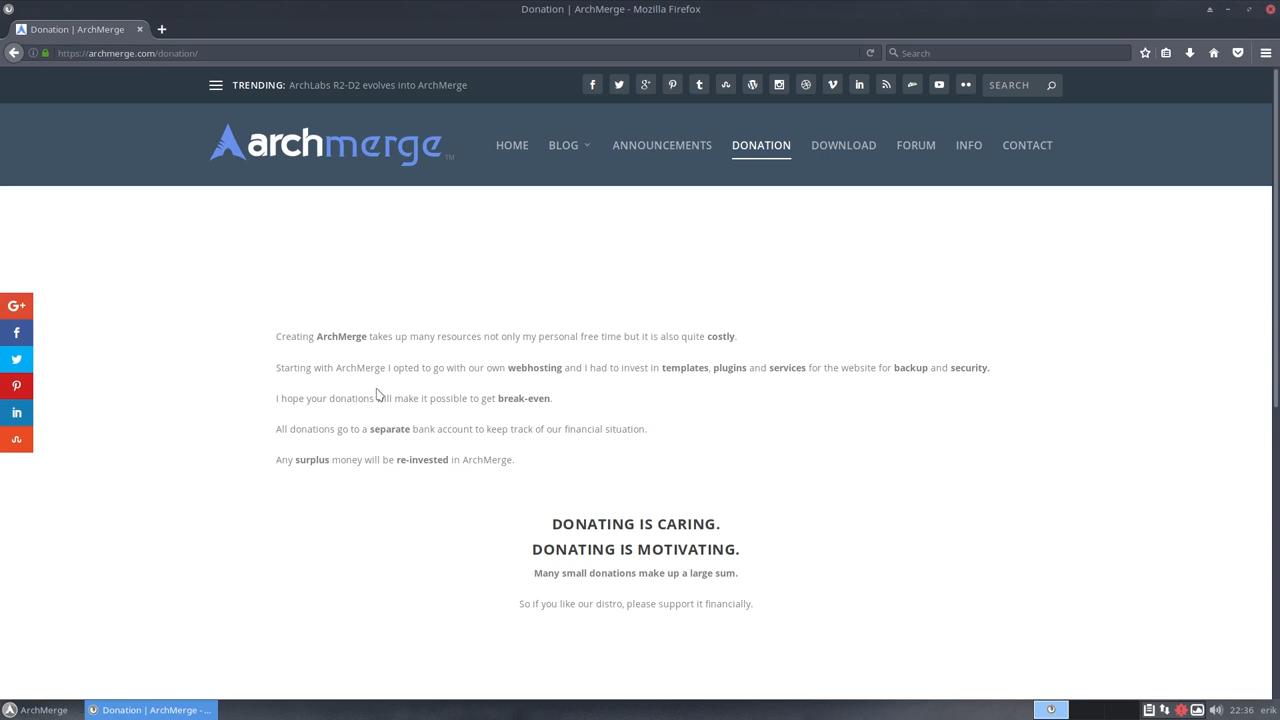 Donation | ArchMerge - Mozilla Firefox
Donation | ArchMerge
https://archmerge.com/donation/
Search
TRENDING: ArchLabs R2-D2 evolves into ArchMerge
SEARCH
archmerge™
HOME BLOG ANNOUNCEMENTS DONATION DOWNLOAD FORUM INFO CONTACT
Creating ArchMerge takes up many resources not only my personal free time but it is also quite costly.
Starting with ArchMerge I opted to go with our own webhosting and I had to invest in templates, plugins and services for the website for backup and security.
I hope your donations will make it possible to get break-even.
All donations go to a separate bank account to keep track of our financial situation.
Any surplus money will be re-invested in ArchMerge.
DONATING IS CARING.
DONATING IS MOTIVATING.
Many small donations make up a large sum.
So if you like our distro, please support it financially.
ArchMerge
Donation | ArchMerge - ...
22:36 erik